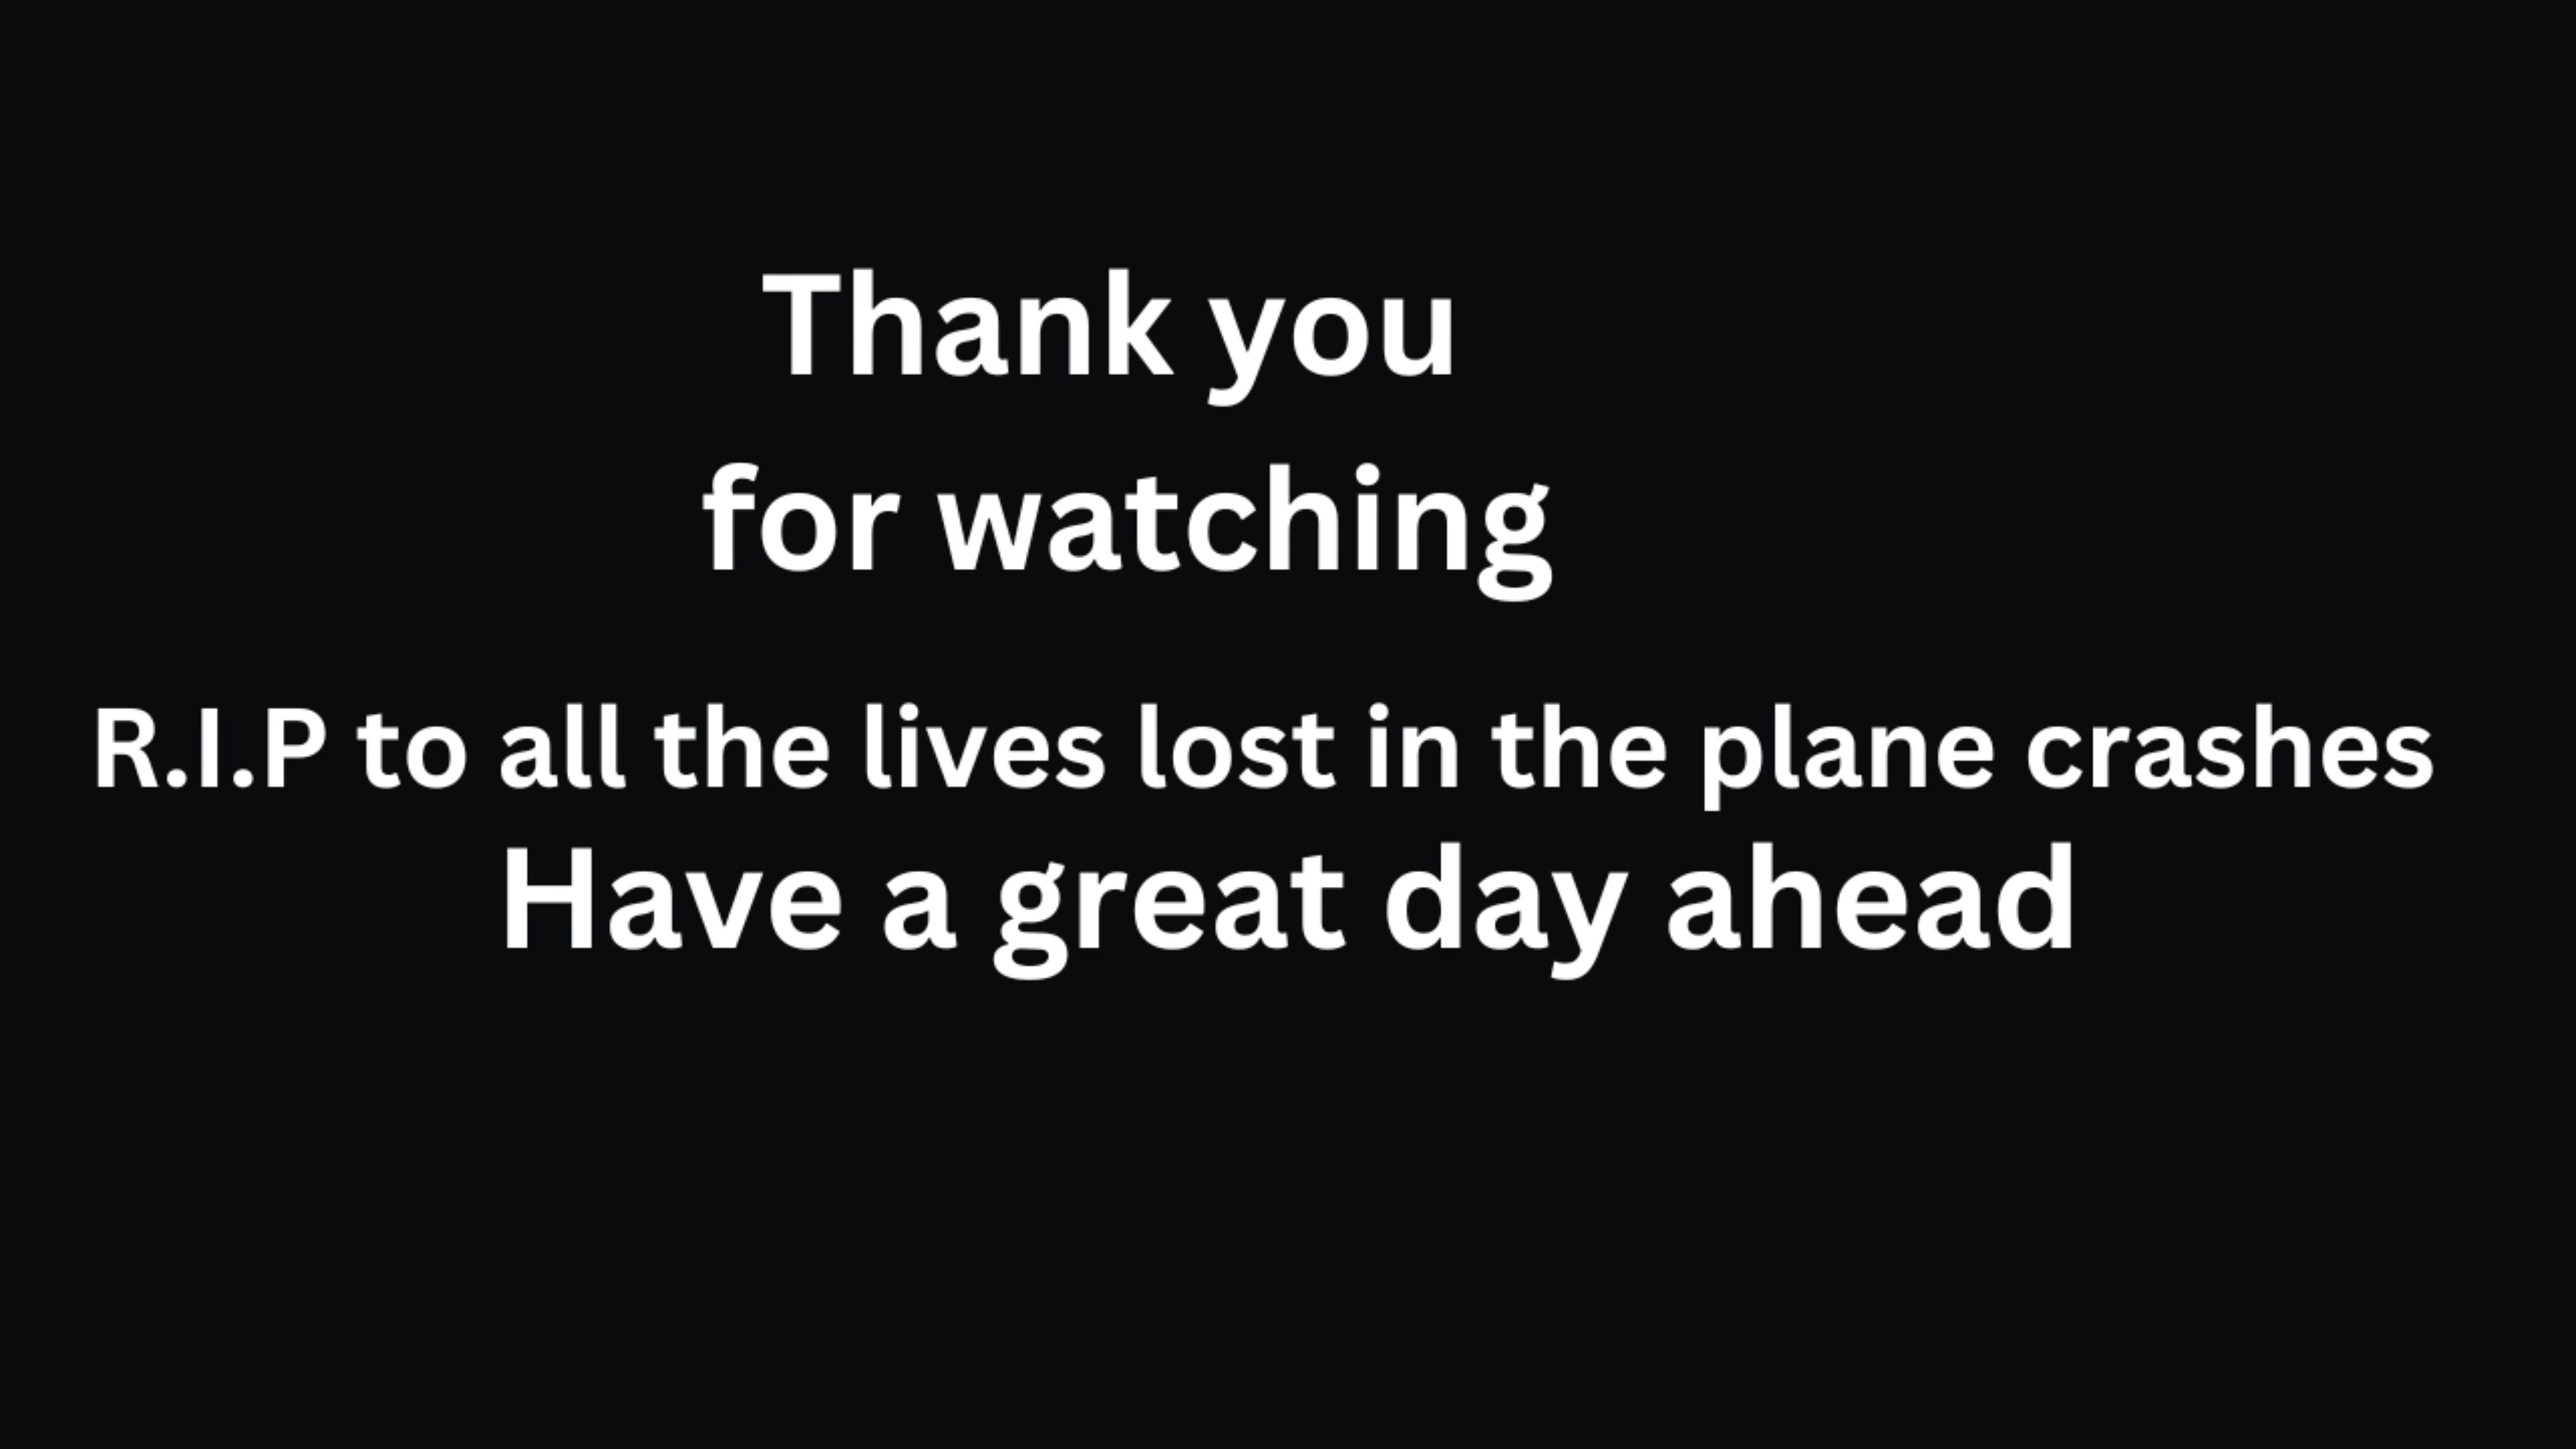 Thank you
for watching
R.I.P to all the lives lost in the plane crashes
Have a great day ahead